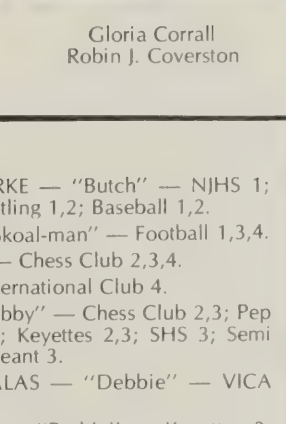 Gloria Corrall
Robin J. Coverston
RKE — "Butch" — NJHS 1;
tling 1,2; Baseball 1,2.
koal-man" — Football 1,3,4.
— Chess Club 2,3,4.
ernational Club 4.
bby" — Chess Club 2,3; Pep
; Keyettes 2,3; SHS 3; Semi
eant 3.
LAS — "Debbie" — VICA